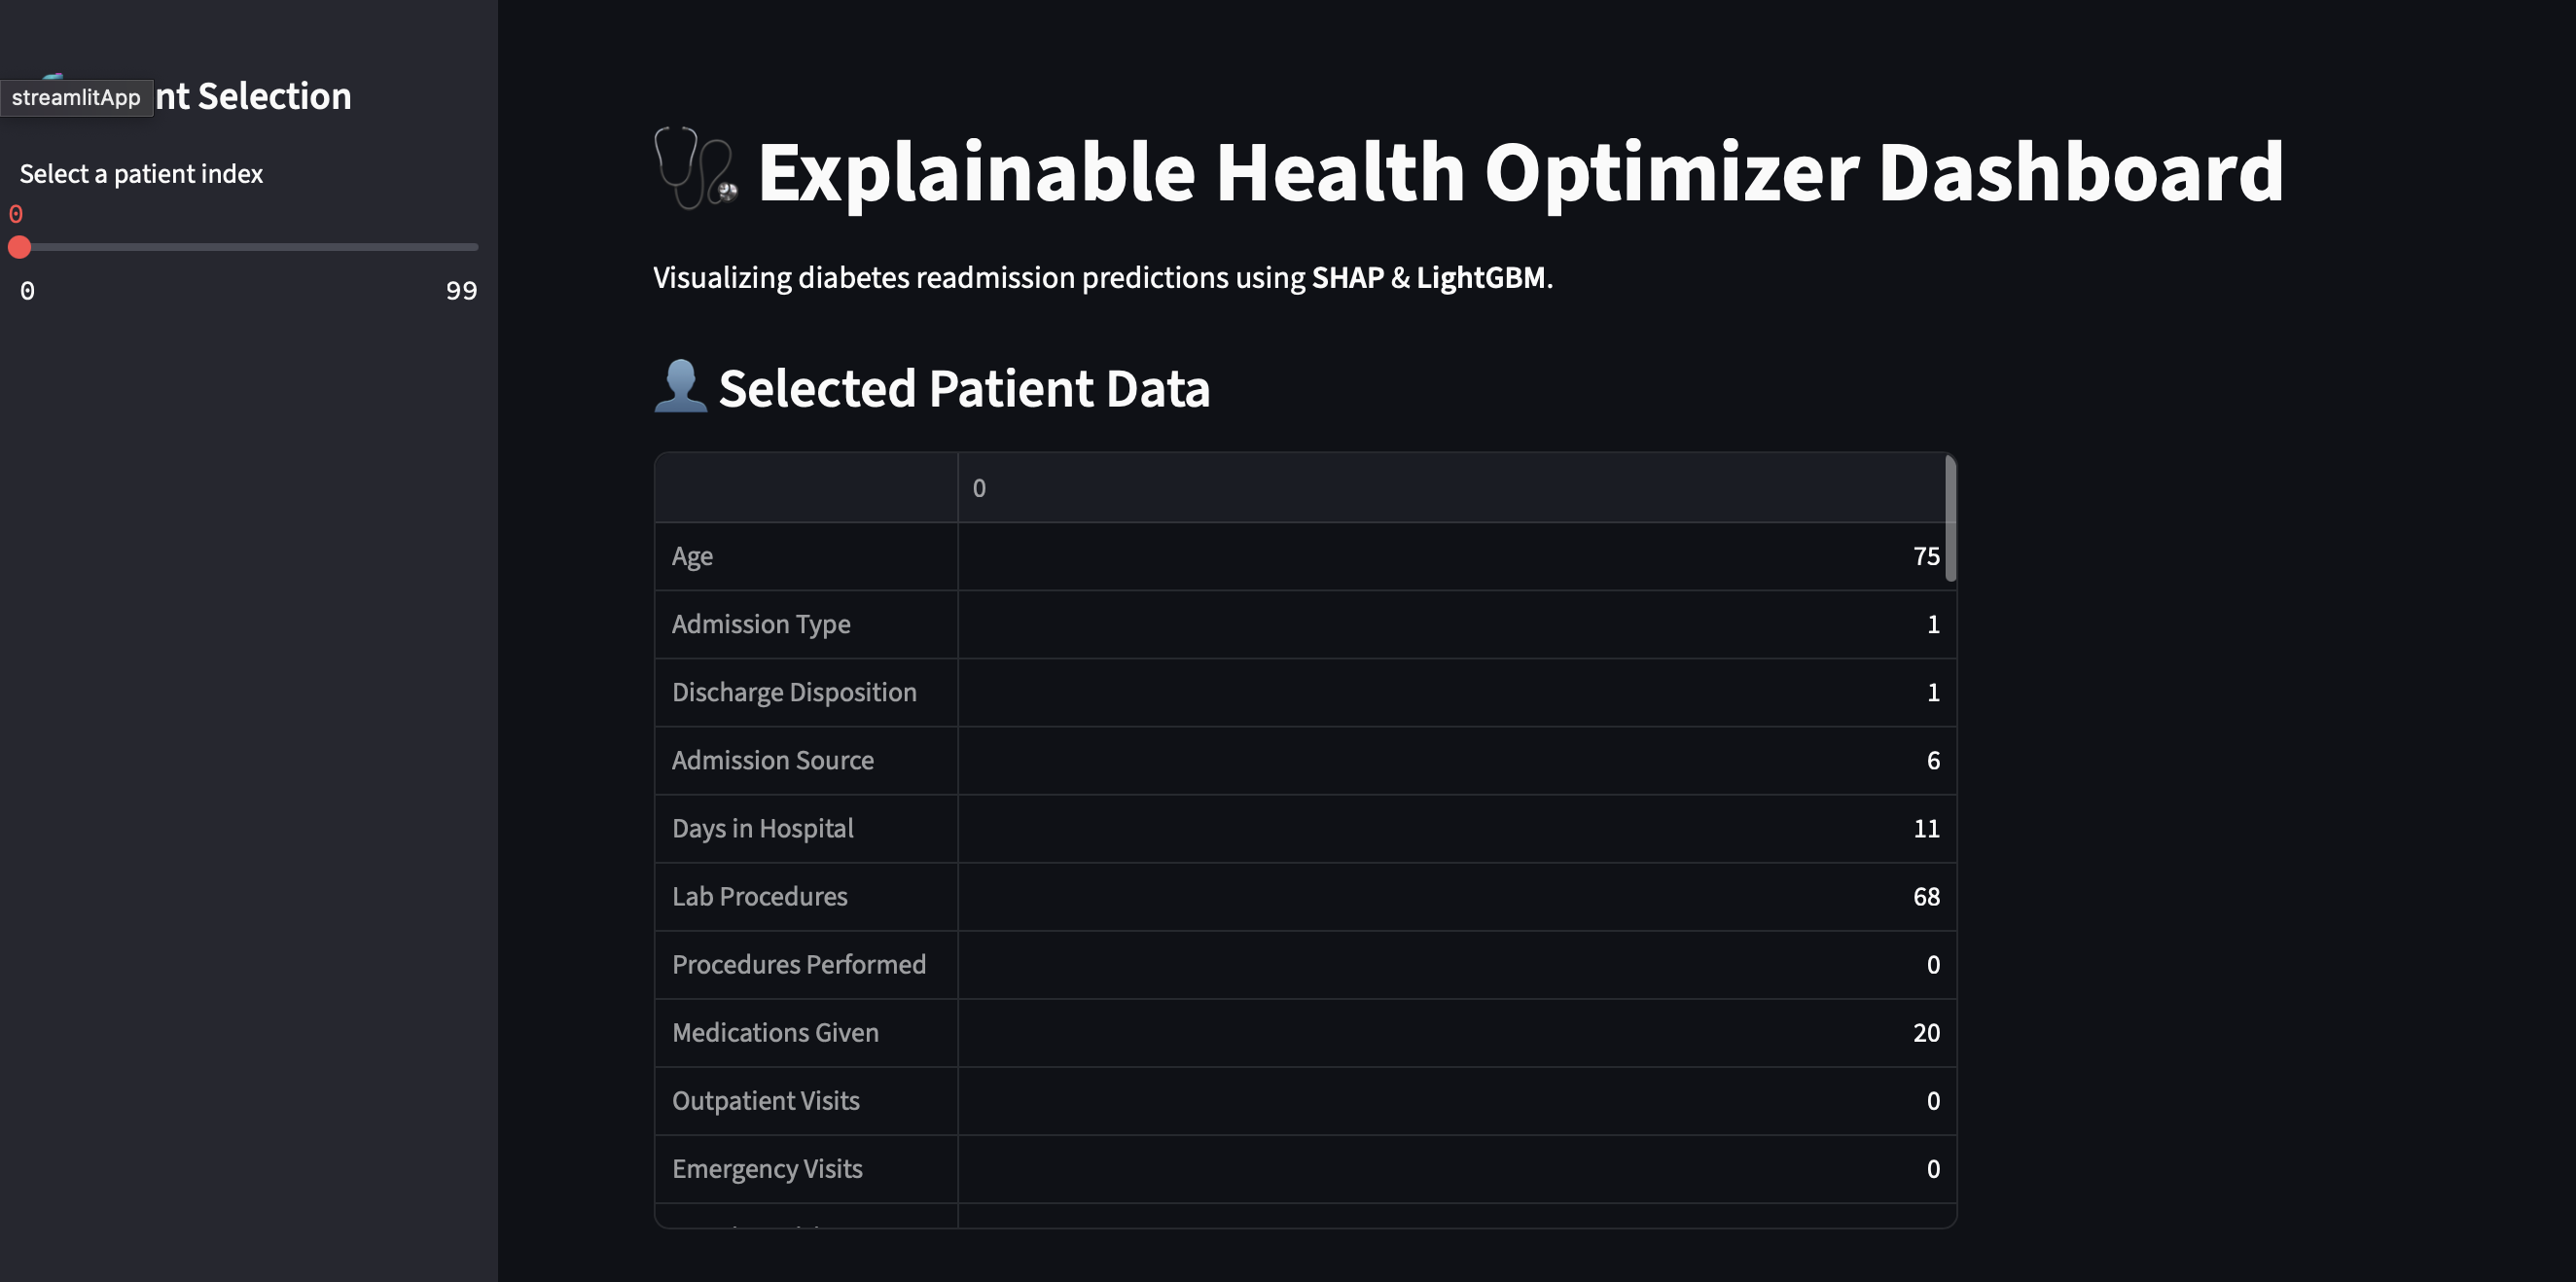 streamlitApp
nt Selection
Select a patient index
0
0 99
Explainable Health Optimizer Dashboard
Visualizing diabetes readmission predictions using SHAP & LightGBM.
Selected Patient Data
0
Age 75
Admission Type 1
Discharge Disposition 1
Admission Source 6
Days in Hospital 11
Lab Procedures 68
Procedures Performed 0
Medications Given 20
Outpatient Visits 0
Emergency Visits 0